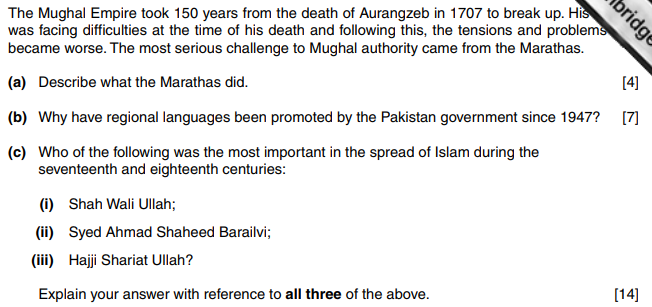 The Mughal Empire took 150 years from the death of Aurangzeb in 1707 to break up. His
was facing difficulties at the time of his death and following this, the tensions and problems
became worse. The most serious challenge to Mughal authority came from the Marathas.
(a) Describe what the Marathas did. [4]
(b) Why have regional languages been promoted by the Pakistan government since 1947? [7]
(c) Who of the following was the most important in the spread of Islam during the
seventeenth and eighteenth centuries:
(i) Shah Wali Ullah;
(ii) Syed Ahmad Shaheed Barailvi;
(iii) Hajji Shariat Ullah?
Explain your answer with reference to all three of the above. [14]